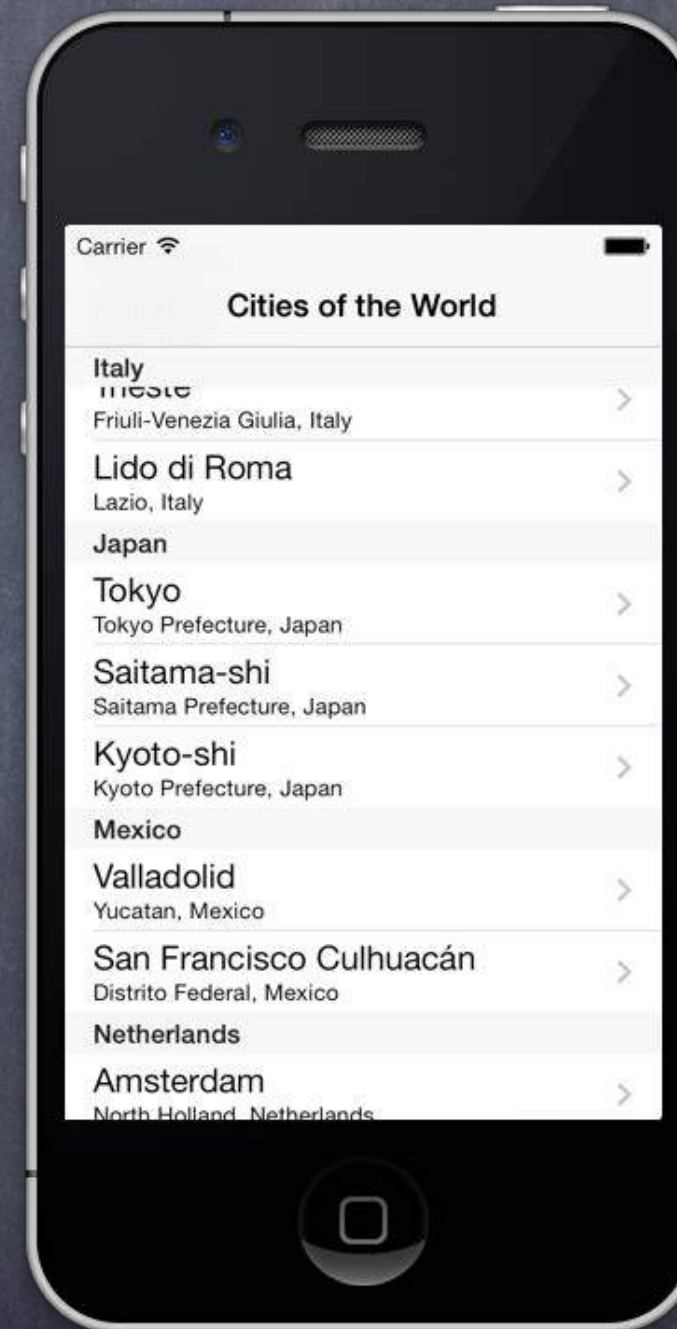 Carrier
Cities of the World
Italy
Trieste
Friuli-Venezia Giulia, Italy
Lido di Roma
Lazio, Italy
Japan
Tokyo
Tokyo Prefecture, Japan
Saitama-shi
Saitama Prefecture, Japan
Kyoto-shi
Kyoto Prefecture, Japan
Mexico
Valladolid
Yucatan, Mexico
San Francisco Culhuacán
Distrito Federal, Mexico
Netherlands
Amsterdam
North Holland, Netherlands